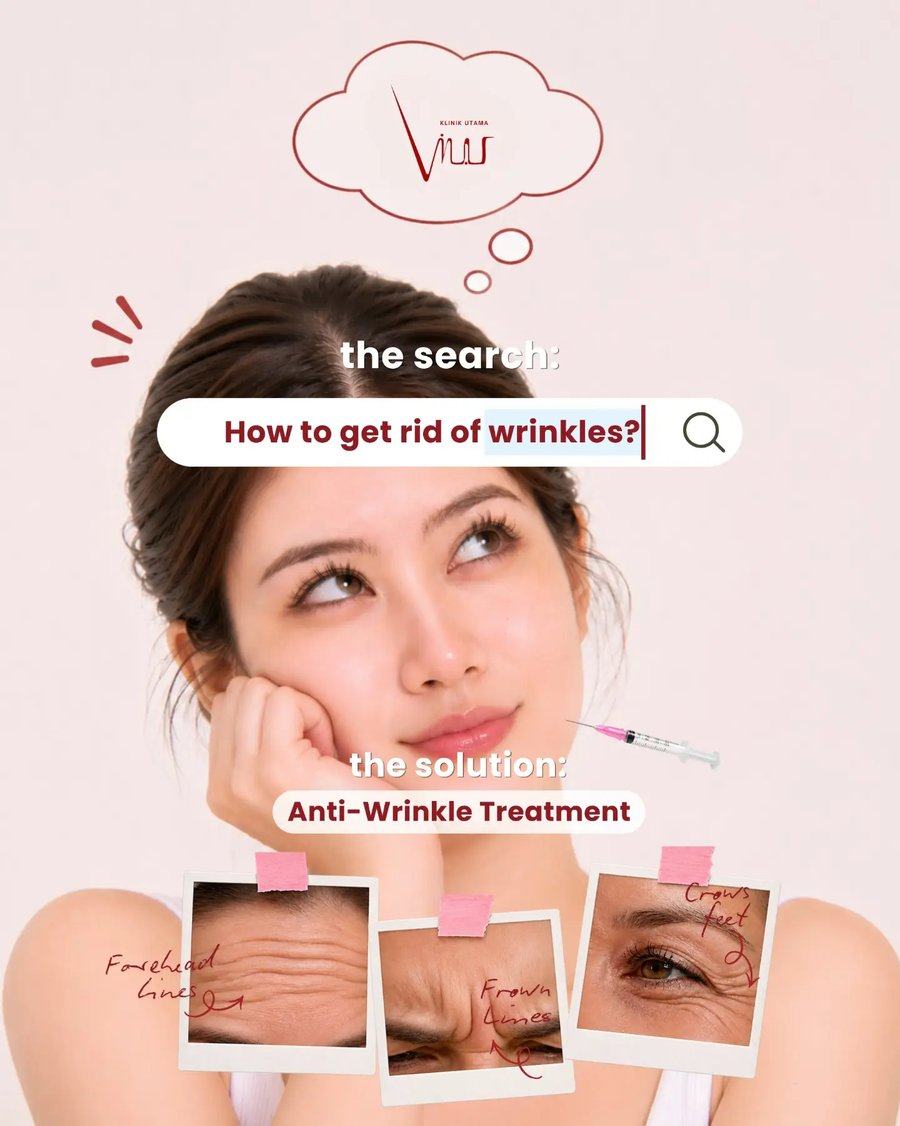 KLINIK UTAMA
the search:
How to get rid of wrinkles?
the solution:
Anti-Wrinkle Treatment
Crows
feet
Forehead
lines
Frown
Lines